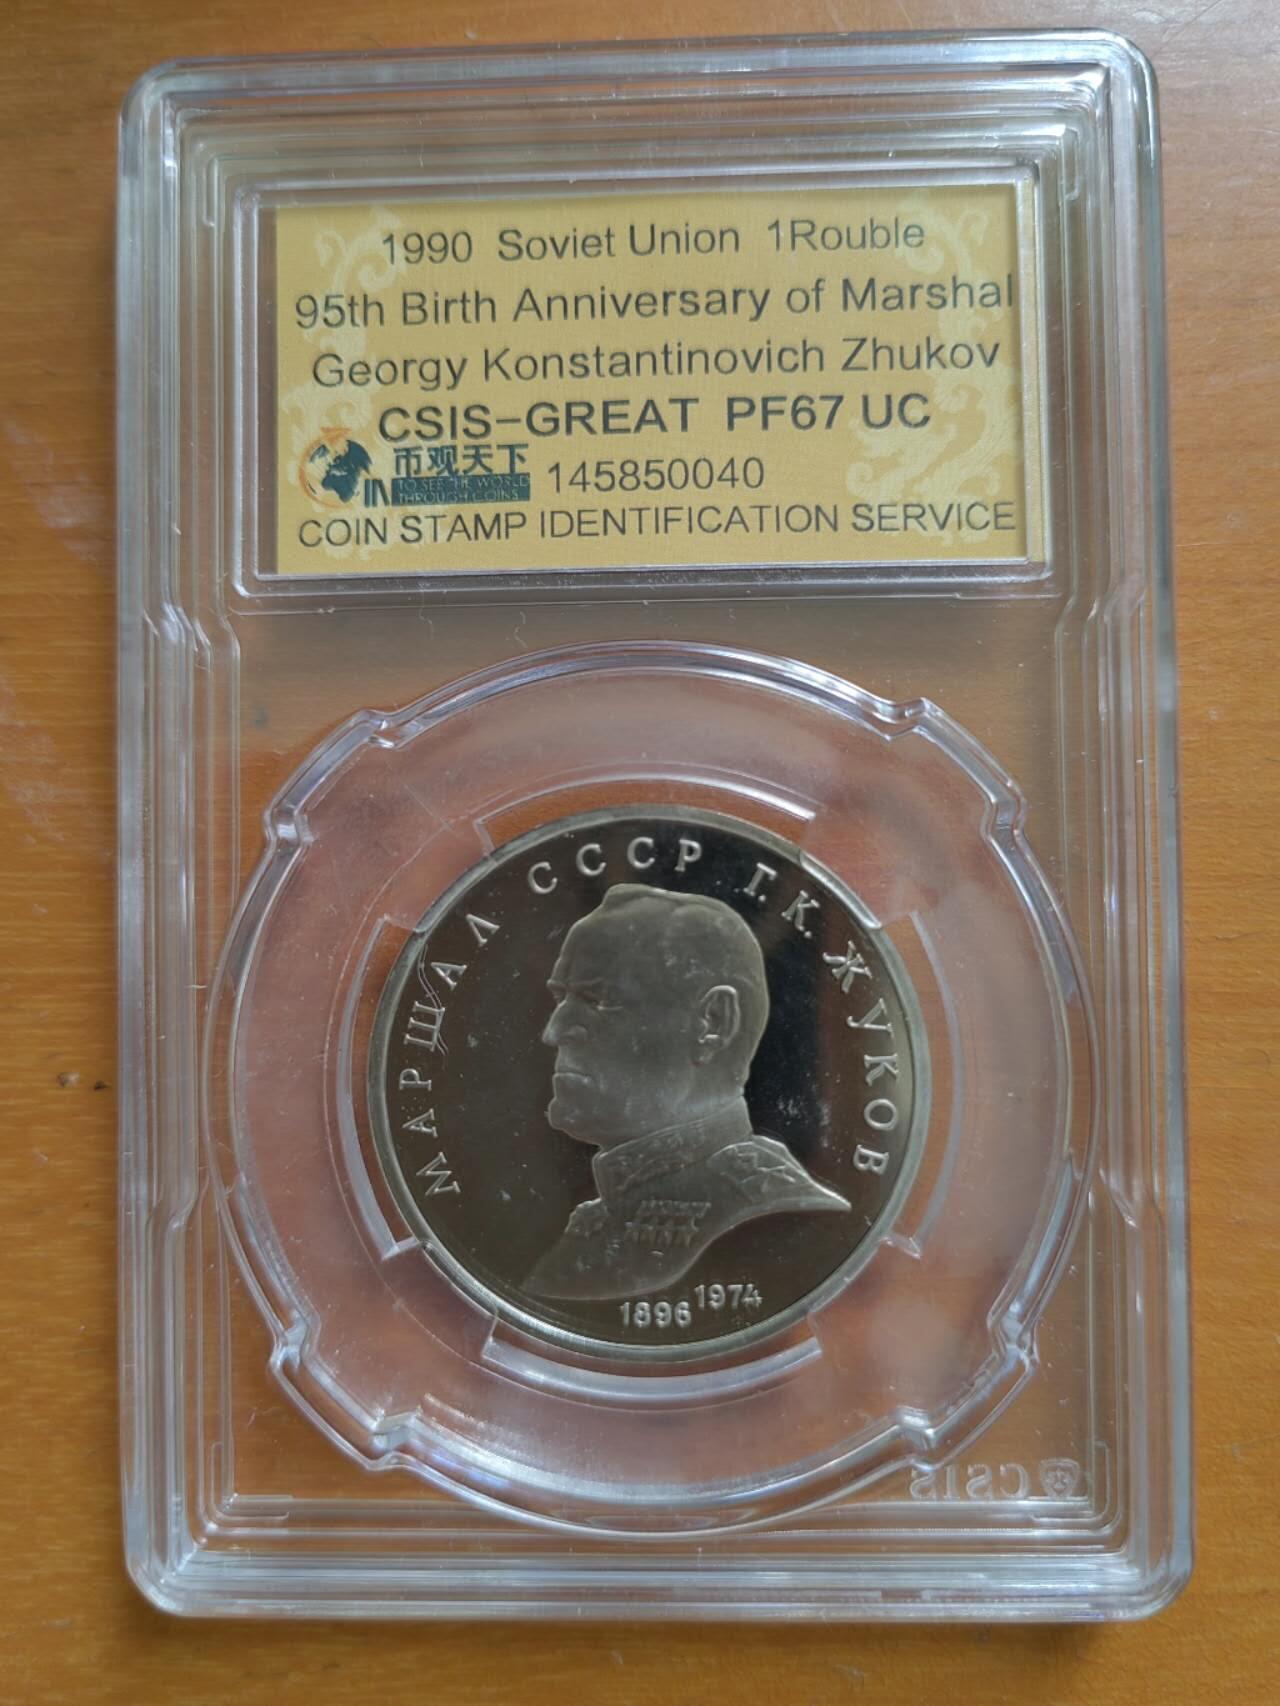 1990 Soviet Union 1Rouble
95th Birth Anniversary of Marshal
Georgy Konstantinovich Zhukov
CSIS-GREAT PF67 UC
币观天下
IN TO SEE THE WORLD
THROUGH COINS
145850040
COIN STAMP IDENTIFICATION SERVICE
МАРШАЛ СССР Г.К. ЖУКОВ
1896 1974
CSIS